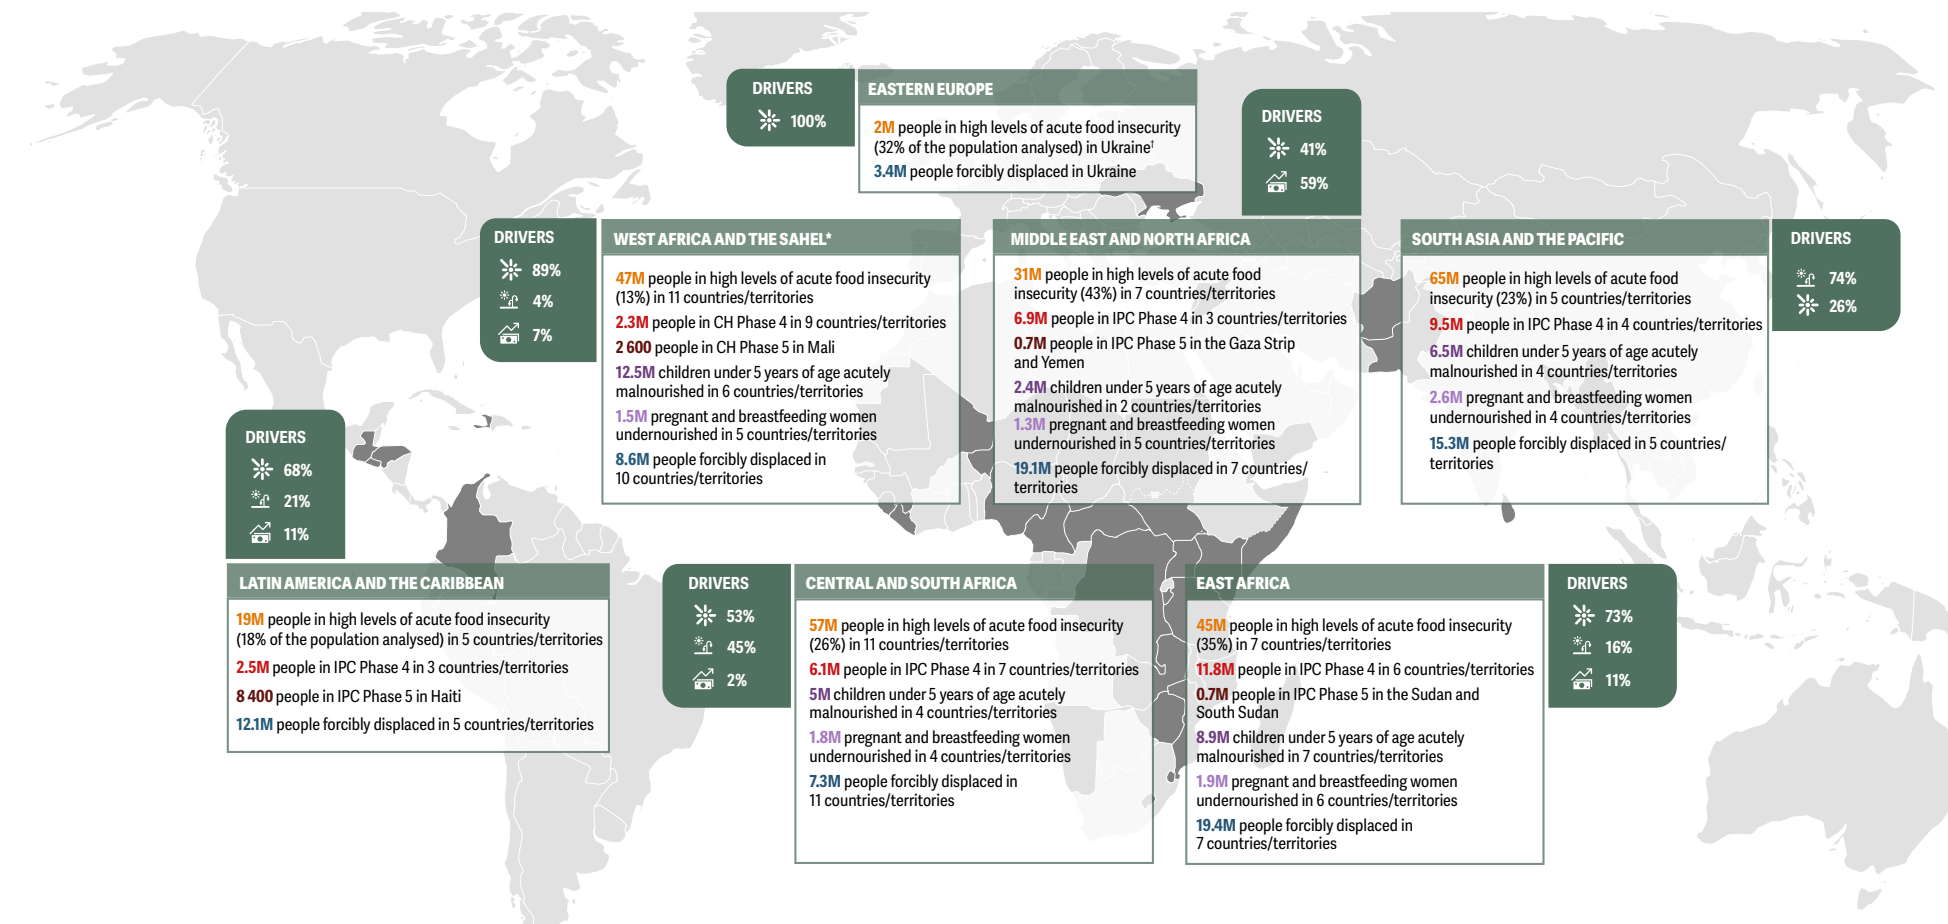 DRIVERS
100%
EASTERN EUROPE
2M people in high levels of acute food insecurity
(32% of the population analysed) in Ukraine†
3.4M people forcibly displaced in Ukraine
DRIVERS
41%
59%
DRIVERS
89%
4%
7%
WEST AFRICA AND THE SAHEL*
47M people in high levels of acute food insecurity
(13%) in 11 countries/territories
2.3M people in CH Phase 4 in 9 countries/territories
2 600 people in CH Phase 5 in Mali
12.5M children under 5 years of age acutely
malnourished in 6 countries/territories
1.5M pregnant and breastfeeding women
undernourished in 5 countries/territories
8.6M people forcibly displaced in
10 countries/territories
MIDDLE EAST AND NORTH AFRICA
31M people in high levels of acute food
insecurity (43%) in 7 countries/territories
6.9M people in IPC Phase 4 in 3 countries/territories
0.7M people in IPC Phase 5 in the Gaza Strip
and Yemen
2.4M children under 5 years of age acutely
malnourished in 2 countries/territories
1.3M pregnant and breastfeeding women
undernourished in 5 countries/territories
19.1M people forcibly displaced in 7 countries/
territories
SOUTH ASIA AND THE PACIFIC
65M people in high levels of acute food
insecurity (23%) in 5 countries/territories
9.5M people in IPC Phase 4 in 4 countries/territories
6.5M children under 5 years of age acutely
malnourished in 4 countries/territories
2.6M pregnant and breastfeeding women
undernourished in 4 countries/territories
15.3M people forcibly displaced in 5 countries/
territories
DRIVERS
74%
26%
DRIVERS
68%
21%
11%
LATIN AMERICA AND THE CARIBBEAN
19M people in high levels of acute food insecurity
(18% of the population analysed) in 5 countries/territories
2.5M people in IPC Phase 4 in 3 countries/territories
8 400 people in IPC Phase 5 in Haiti
12.1M people forcibly displaced in 5 countries/territories
DRIVERS
53%
45%
2%
CENTRAL AND SOUTH AFRICA
57M people in high levels of acute food insecurity
(26%) in 11 countries/territories
6.1M people in IPC Phase 4 in 7 countries/territories
5M children under 5 years of age acutely
malnourished in 4 countries/territories
1.8M pregnant and breastfeeding women
undernourished in 4 countries/territories
7.3M people forcibly displaced in
11 countries/territories
EAST AFRICA
45M people in high levels of acute food insecurity
(35%) in 7 countries/territories
11.8M people in IPC Phase 4 in 6 countries/territories
0.7M people in IPC Phase 5 in the Sudan and
South Sudan
8.9M children under 5 years of age acutely
malnourished in 7 countries/territories
1.9M pregnant and breastfeeding women
undernourished in 6 countries/territories
19.4M people forcibly displaced in
7 countries/territories
DRIVERS
73%
16%
11%